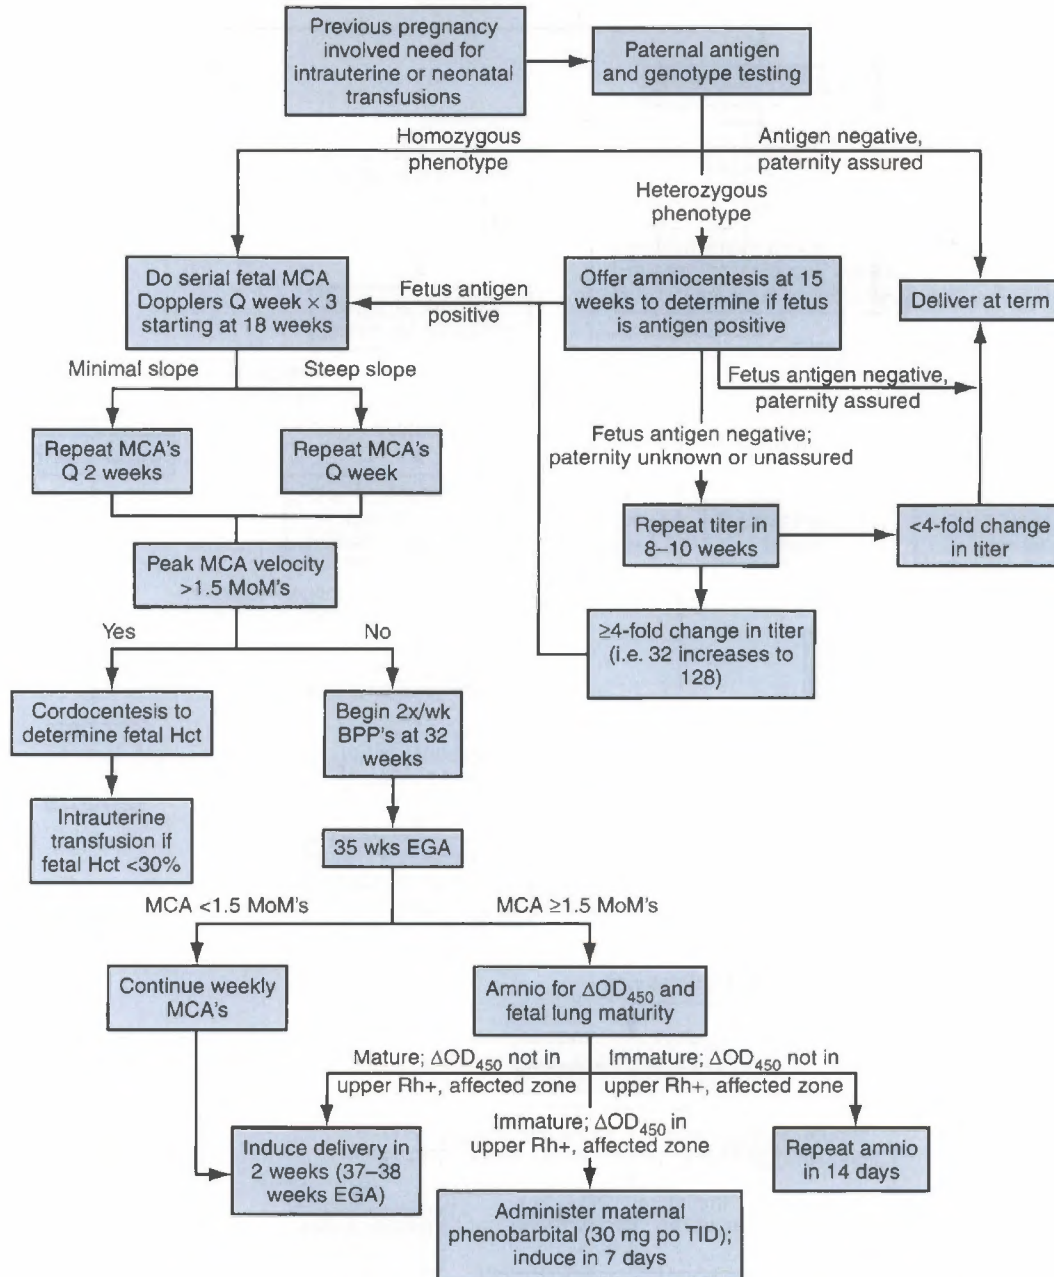 Previous pregnancy
involved need for
intrauterine or neonatal
transfusions
Paternal antigen
and genotype testing
Homozygous
phenotype
Antigen negative,
paternity assured
Heterozygous
phenotype
Do serial fetal MCA
Dopplers Q week × 3
starting at 18 weeks
Fetus antigen
positive
Offer amniocentesis at 15
weeks to determine if fetus
is antigen positive
Deliver at term
Minimal slope
Steep slope
Fetus antigen negative,
paternity assured
Repeat MCA's
Q 2 weeks
Repeat MCA's
Q week
Fetus antigen negative;
paternity unknown or unassured
Repeat titer in
8–10 weeks
<4-fold change
in titer
Peak MCA velocity
>1.5 MoM's
Yes
No
≥4-fold change in titer
(i.e. 32 increases to
128)
Cordocentesis to
determine fetal Hct
Begin 2x/wk
BPP's at 32
weeks
Intrauterine
transfusion if
fetal Hct <30%
35 wks EGA
MCA <1.5 MoM's
MCA ≥1.5 MoM's
Continue weekly
MCA's
Amnio for ΔOD450 and
fetal lung maturity
Mature; ΔOD450 not in
upper Rh+, affected zone
Immature; ΔOD450 not in
upper Rh+, affected zone
Immature; ΔOD450 in
upper Rh+, affected zone
Induce delivery in
2 weeks (37–38
weeks EGA)
Repeat amnio
in 14 days
Administer maternal
phenobarbital (30 mg po TID);
induce in 7 days